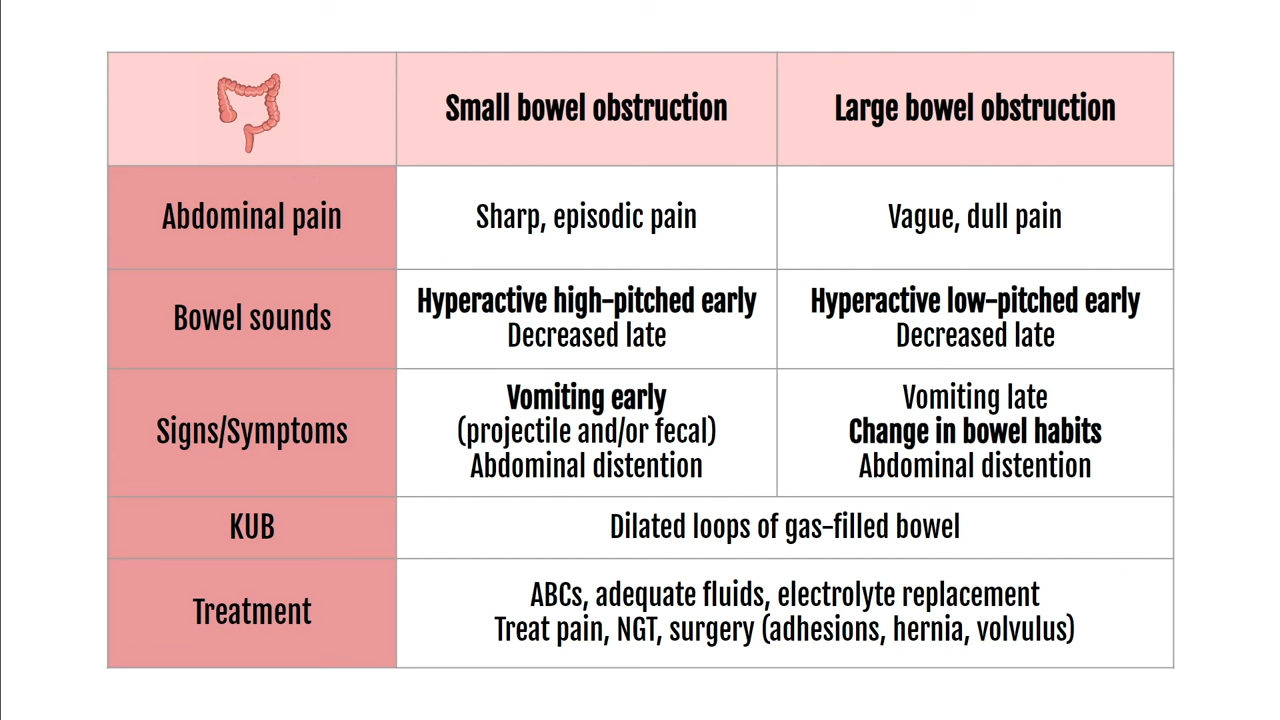 Small bowel obstruction
Large bowel obstruction
Abdominal pain
Sharp, episodic pain
Vague, dull pain
Bowel sounds
Hyperactive high-pitched early
Decreased late
Hyperactive low-pitched early
Decreased late
Signs/Symptoms
Vomiting early
(projectile and/or fecal)
Abdominal distention
Vomiting late
Change in bowel habits
Abdominal distention
KUB
Dilated loops of gas-filled bowel
Treatment
ABCs, adequate fluids, electrolyte replacement
Treat pain, NGT, surgery (adhesions, hernia, volvulus)